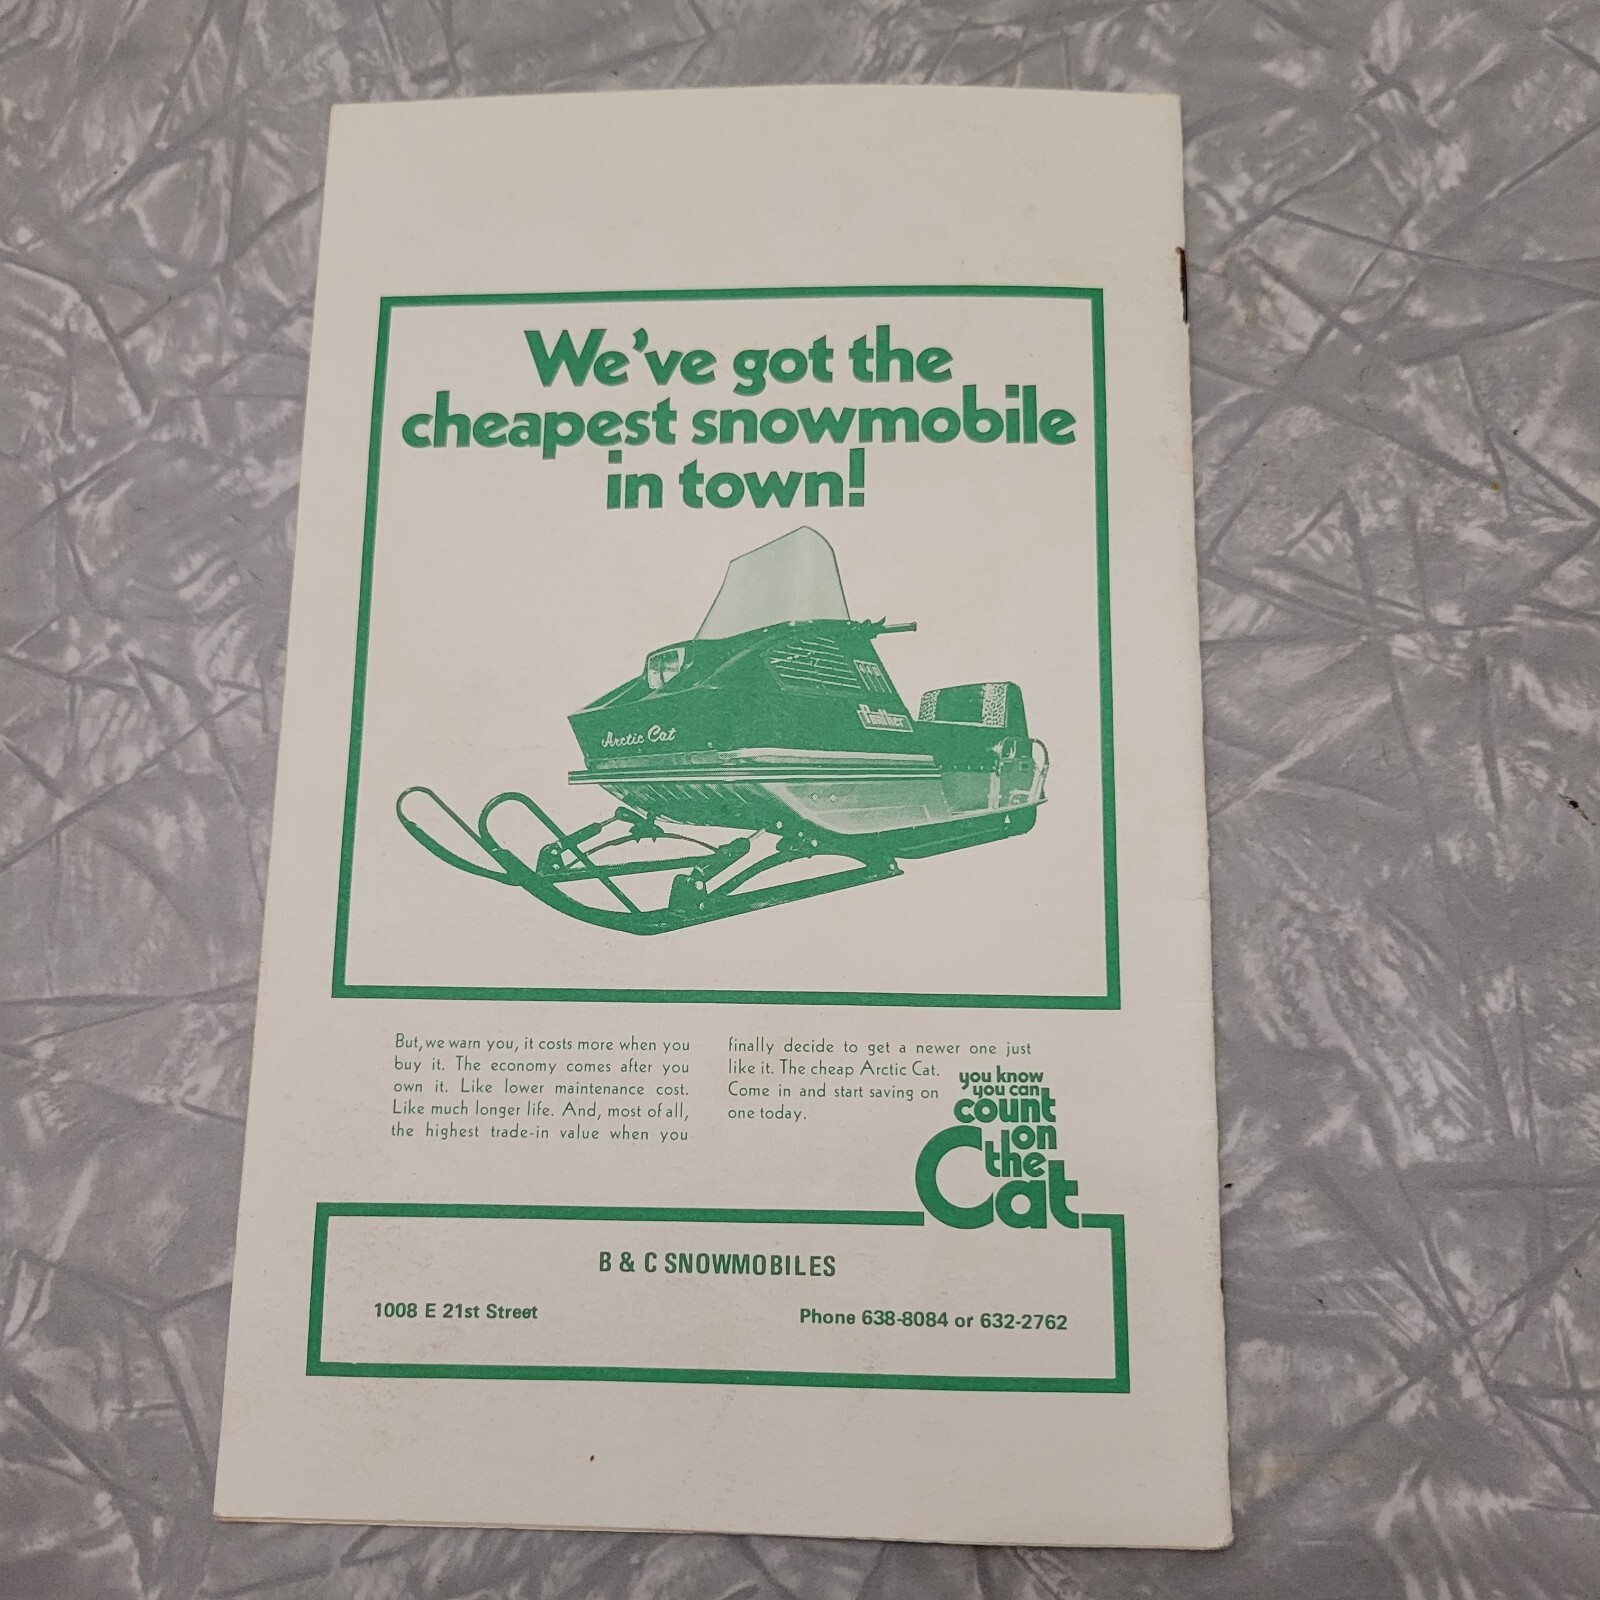 We've got the
cheapest snowmobile
in town!
Arctic Cat
Panther
But, we warn you, it costs more when you
buy it. The economy comes after you
own it. Like lower maintenance cost.
Like much longer life. And, most of all,
the highest trade-in value when you
finally decide to get a newer one just
like it. The cheap Arctic Cat.
Come in and start saving on
one today.
you know
you can
count
on
the
Cat
B & C SNOWMOBILES
1008 E 21st Street
Phone 638-8084 or 632-2762